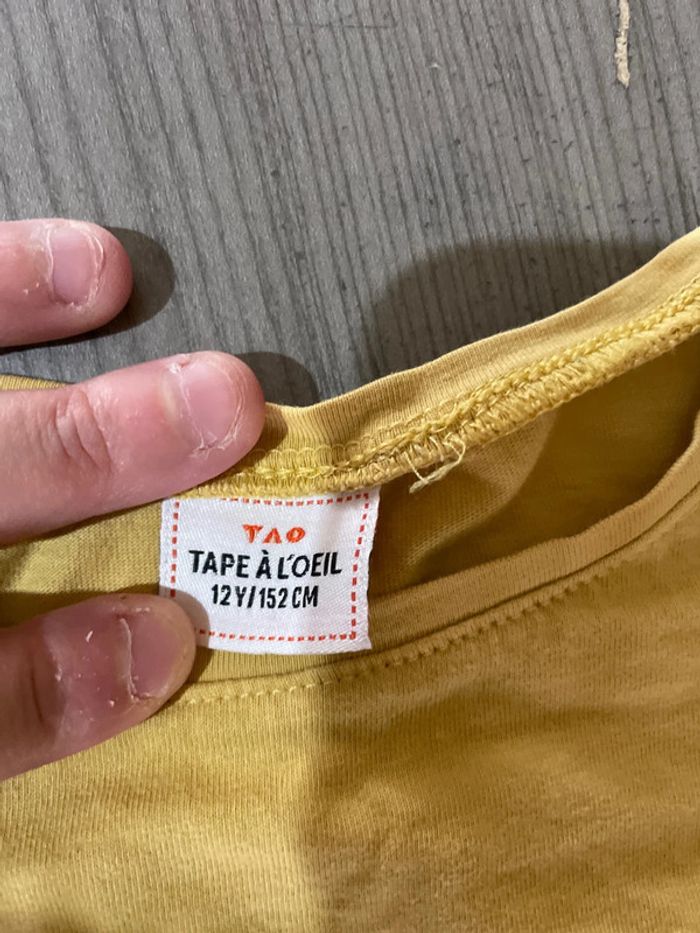 TAO
TAPE À L'OEIL
12Y/152CM